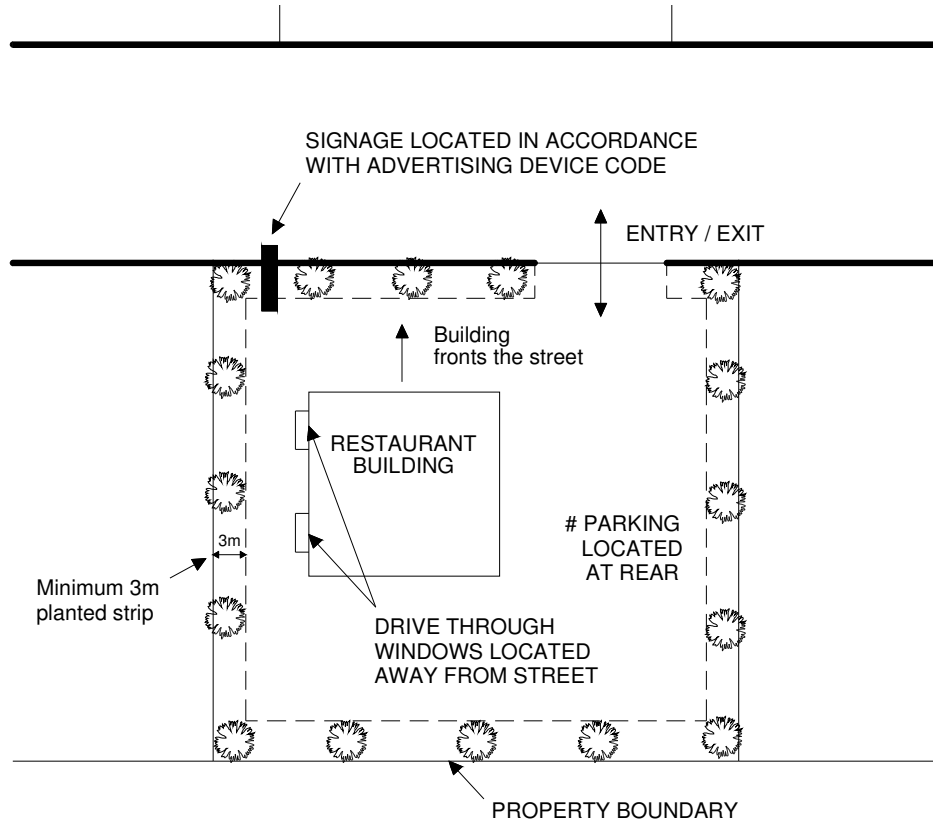 SIGNAGE LOCATED IN ACCORDANCE
WITH ADVERTISING DEVICE CODE
ENTRY / EXIT
Building
fronts the street
RESTAURANT
BUILDING
# PARKING
LOCATED
AT REAR
3m
Minimum 3m
planted strip
DRIVE THROUGH
WINDOWS LOCATED
AWAY FROM STREET
PROPERTY BOUNDARY